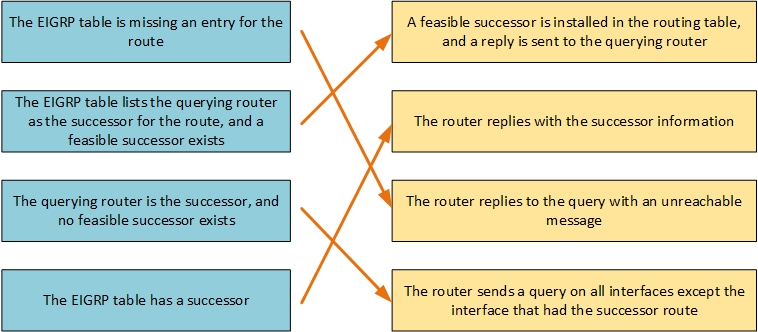 The EIGRP table is missing an entry for the
route
A feasible successor is installed in the routing table,
and a reply is sent to the querying router
The EIGRP table lists the querying router
as the successor for the route, and a
feasible successor exists
The router replies with the successor information
The querying router is the successor, and
no feasible successor exists
The router replies to the query with an unreachable
message
The EIGRP table has a successor
The router sends a query on all interfaces except the
interface that had the successor route